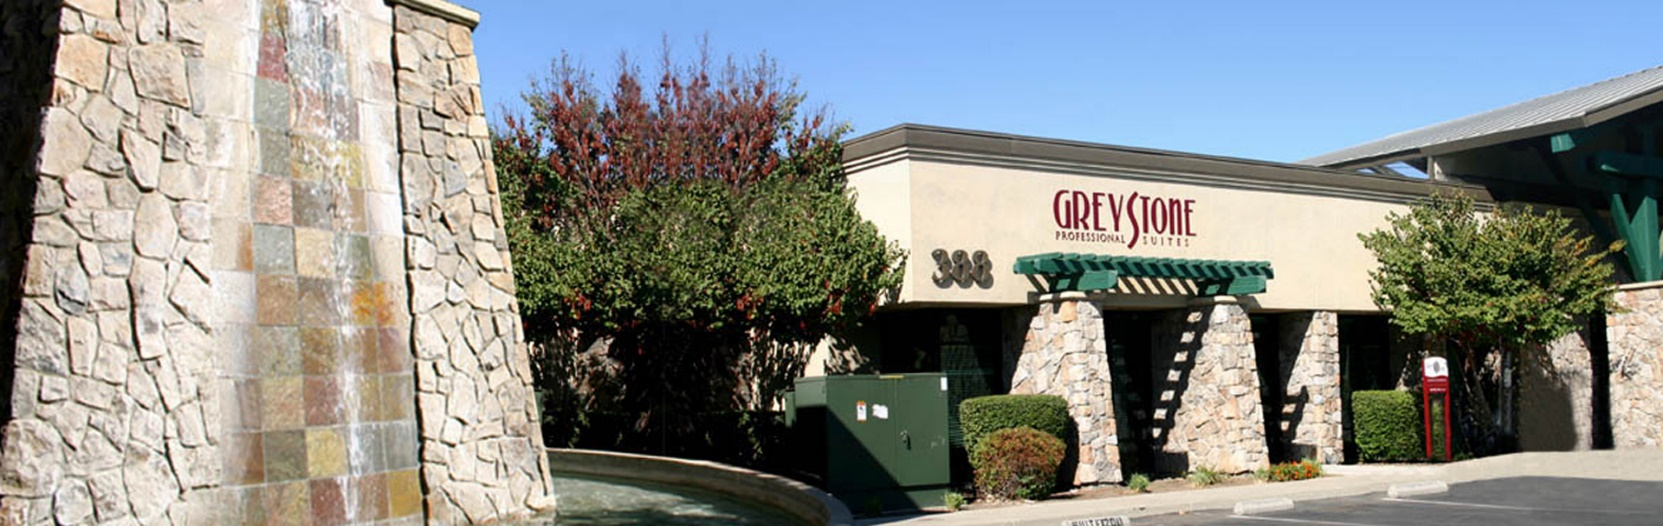 GREYSTONE
PROFESSIONAL SUITES
388